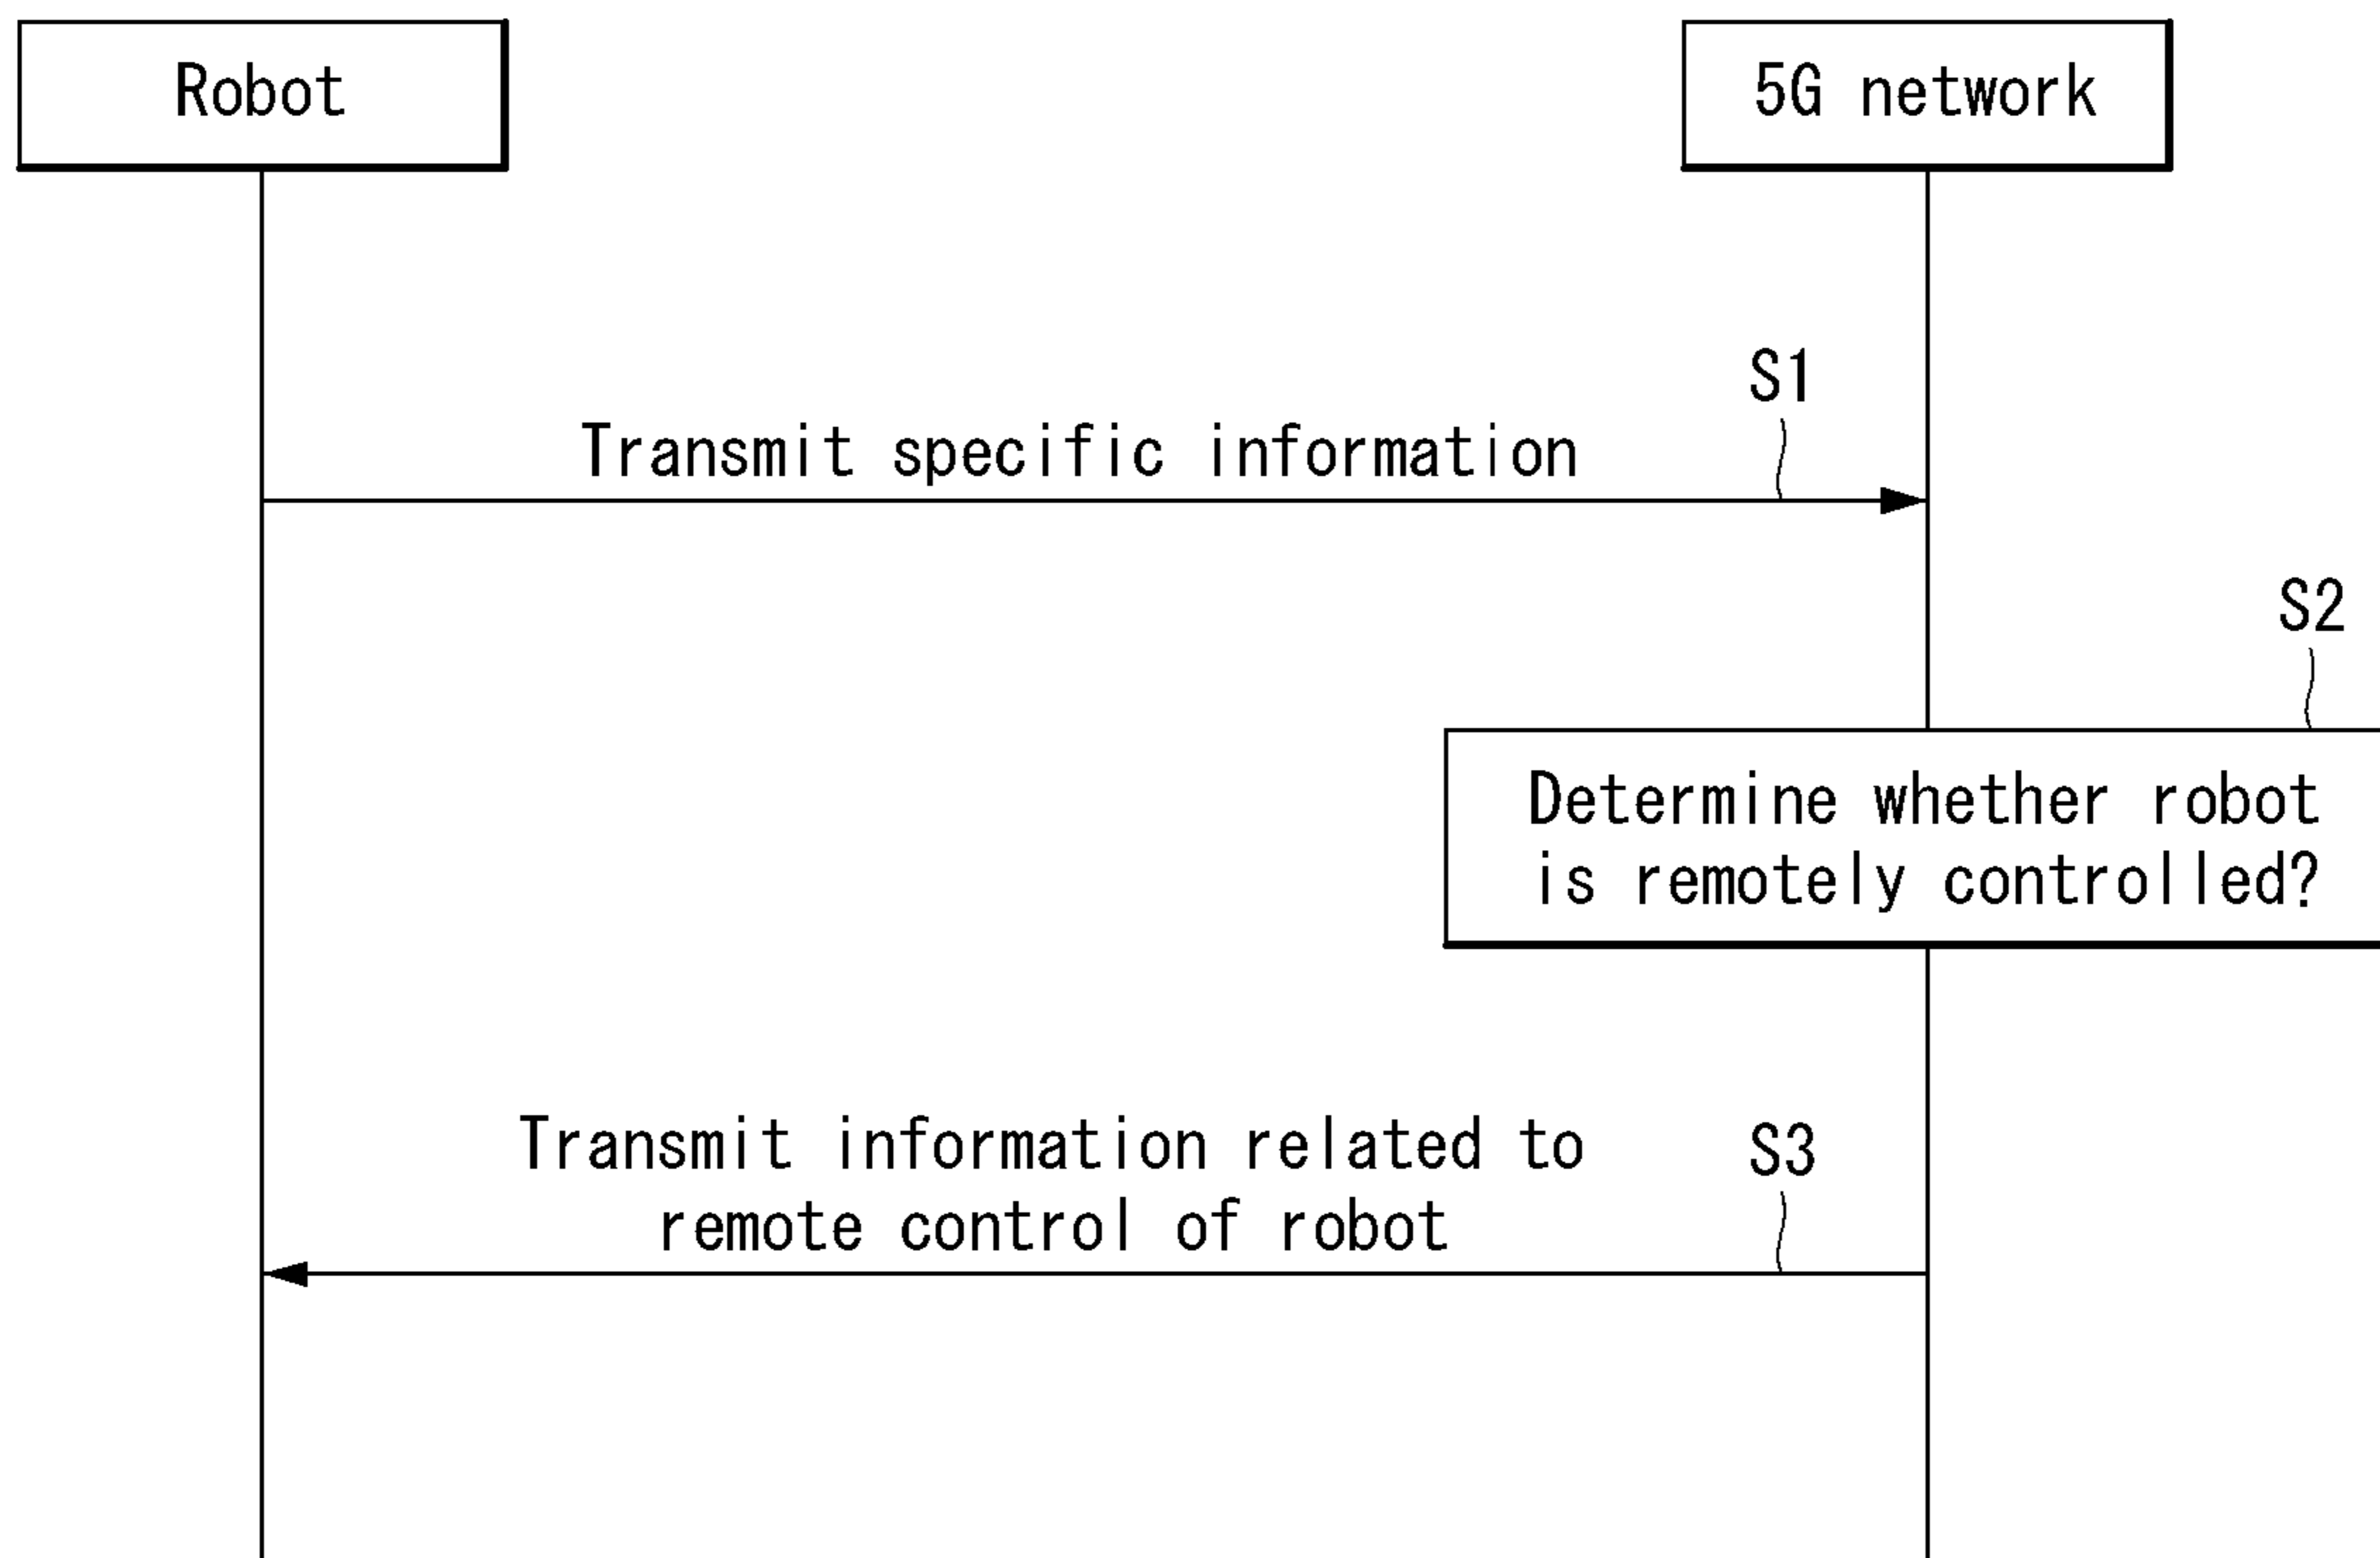 Robot
5G network
S1
Transmit specific information
S2
Determine whether robot
is remotely controlled?
Transmit information related to
S3
remote control of robot